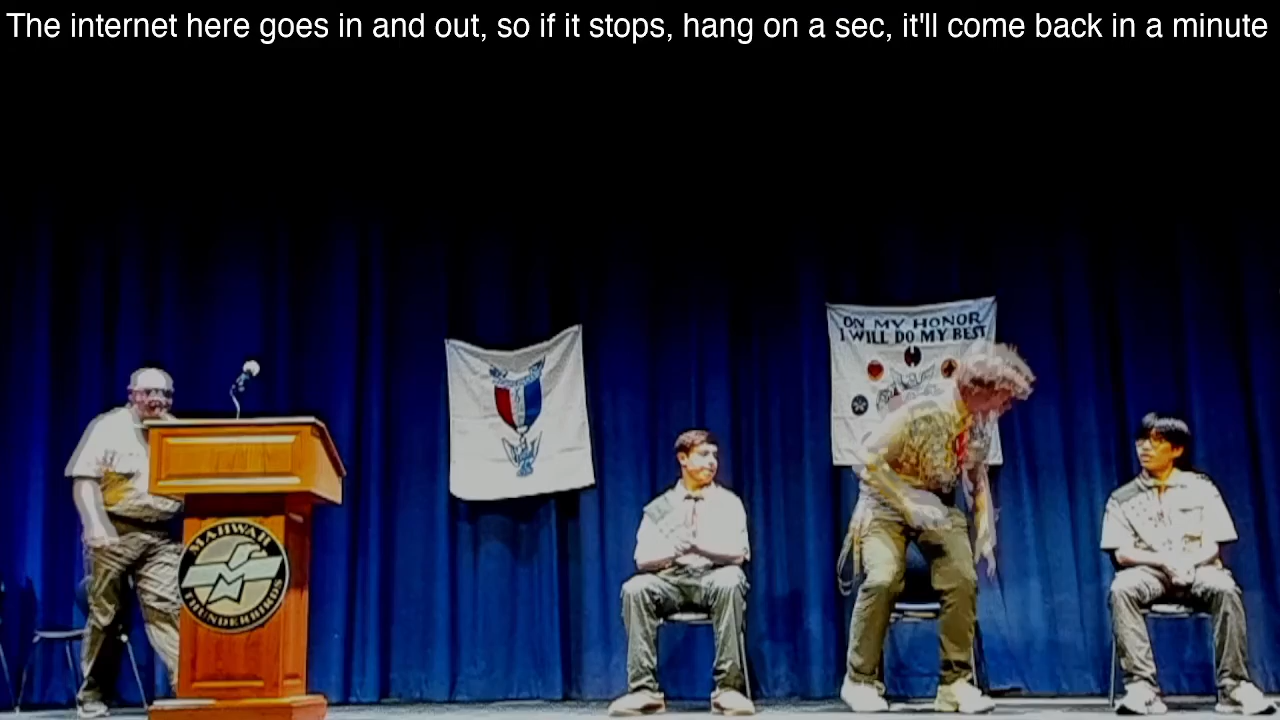 The internet here goes in and out, so if it stops, hang on a sec, it'll come back in a minute
ON MY HONOR
I WILL DO MY BEST
MAHWAH
THUNDERBIRDS